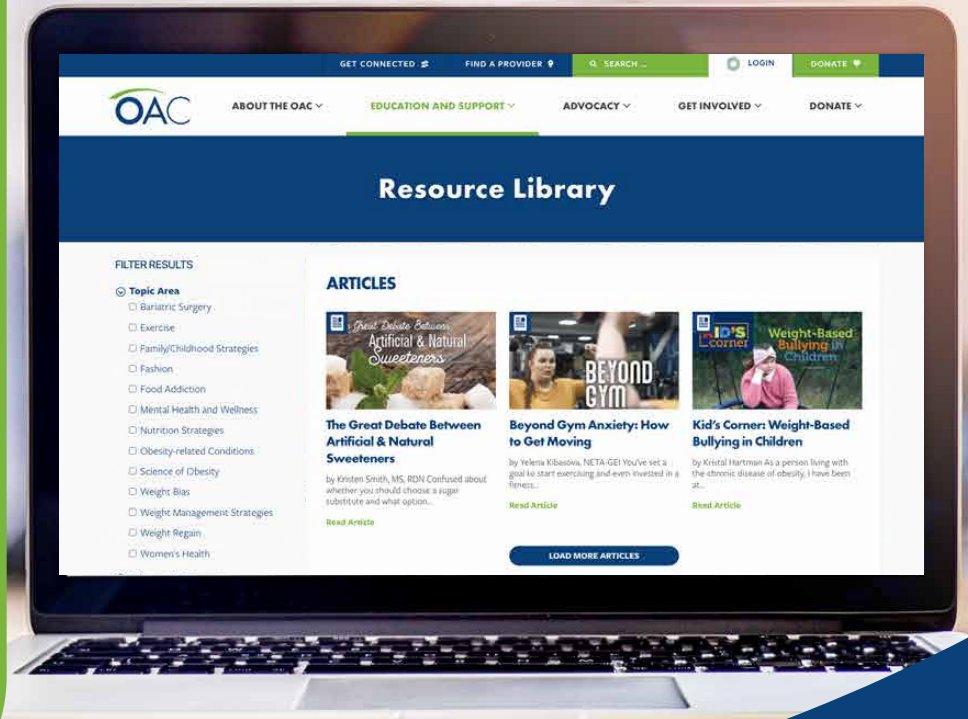 GET CONNECTED
FIND A PROVIDER
SEARCH ...
LOGIN
DONATE
OAC
ABOUT THE OAC
EDUCATION AND SUPPORT
ADVOCACY
GET INVOLVED
DONATE
Resource Library
FILTER RESULTS
Topic Area
Bariatric Surgery
Exercise
Family/Childhood Strategies
Fashion
Food Addiction
Mental Health and Wellness
Nutrition Strategies
Obesity-related Conditions
Science of Obesity
Weight Bias
Weight Management Strategies
Weight Regain
Women's Health
ARTICLES
Great Debate Between
Artificial & Natural
Sweeteners
The Great Debate Between
Artificial & Natural
Sweeteners
by Kristen Smith, MS, RDN Confused about
whether you should choose a sugar
substitute and what option...
Read Article
BEYOND
GYM
Beyond Gym Anxiety: How
to Get Moving
by Yelena Kibasova, NETA-GEI You've set a
goal to start exercising and even invested in a
fitness...
Read Article
KID'S
corner
Weight-Based
Bullying in
Children
Kid's Corner: Weight-Based
Bullying in Children
by Kristal Hartman As a person living with
the chronic disease of obesity, I have been
at...
Read Article
LOAD MORE ARTICLES